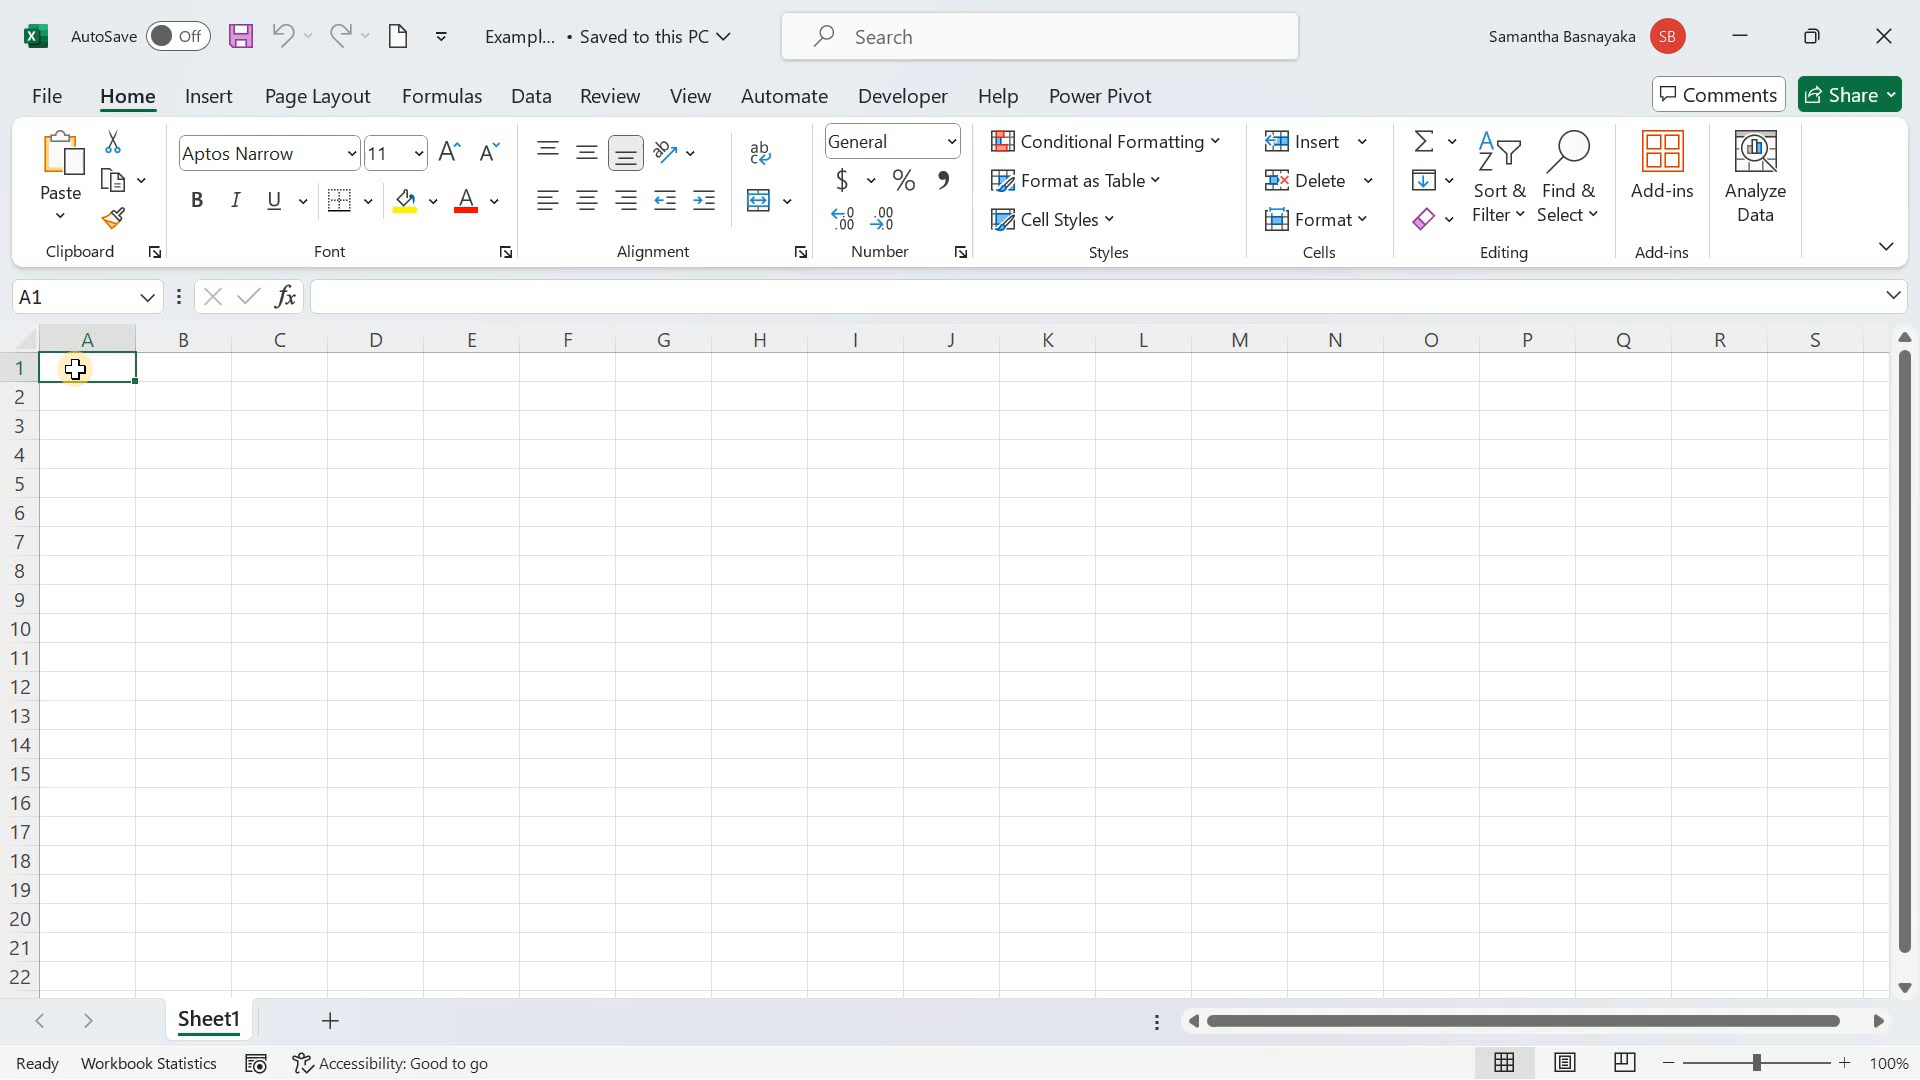 AutoSave Off Exampl... • Saved to this PC Search Samantha Basnayaka SB
File Home Insert Page Layout Formulas Data Review View Automate Developer Help Power Pivot Comments Share
Paste Aptos Narrow 11 General Conditional Formatting Format as Table Cell Styles Insert Delete Format Sort & Filter Find & Select Add-ins Analyze Data
Clipboard Font Alignment Number Styles Cells Editing Add-ins
A1 fx
A B C D E F G H I J K L M N O P Q R S
1
2
3
4
5
6
7
8
9
10
11
12
13
14
15
16
17
18
19
20
21
22
Sheet1
Ready Workbook Statistics Accessibility: Good to go 100%